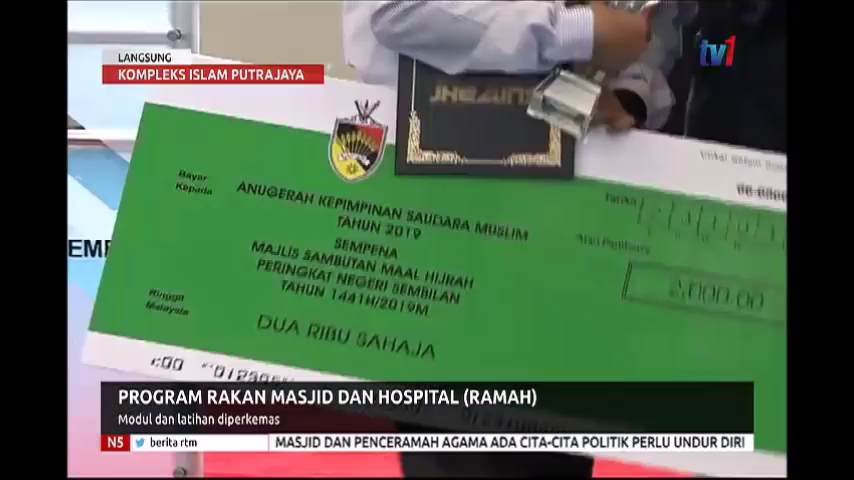 LANGSUNG
KOMPLEKS ISLAM PUTRAJAYA
tv1
Bayar
Kepada
ANUGERAH KEPIMPINAN SAUDARA MUSLIM
TAHUN 2019
SEMPENA
MAJLIS SAMBUTAN MAAL HIJRAH
PERINGKAT NEGERI SEMBILAN
TAHUN 1441H/2019M
Ringgit
Malaysia
DUA RIBU SAHAJA
Tarikh
2,000.00
PROGRAM RAKAN MASJID DAN HOSPITAL (RAMAH)
Modul dan latihan diperkemas
N5 berita rtm MASJID DAN PENCERAMAH AGAMA ADA CITA-CITA POLITIK PERLU UNDUR DIRI